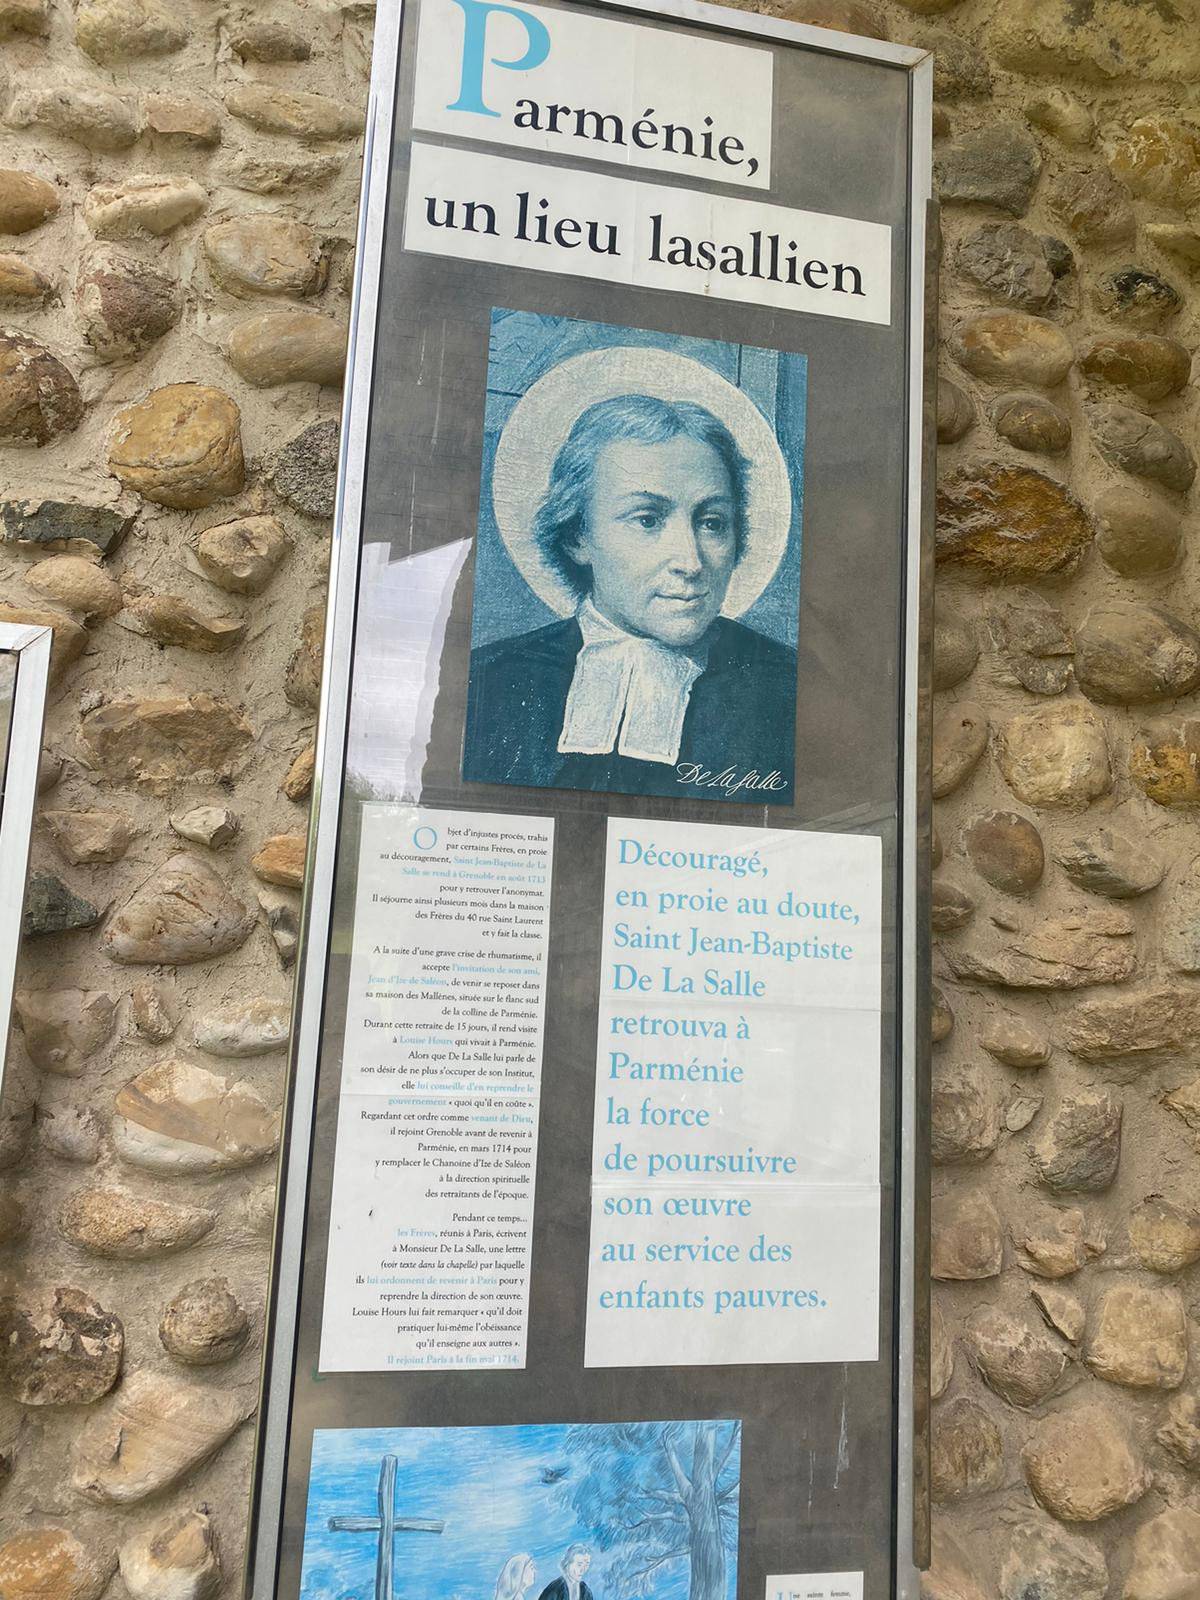 Parménie,
un lieu lasallien
De La Salle
Objet d'injustes procès, trahis
par certains Frères, en proie
au découragement, Saint Jean-Baptiste de La
Salle se rend à Grenoble en août 1713
pour y retrouver l'anonymat.
Il séjourne ainsi plusieurs mois dans la maison
des Frères du 40 rue Saint Laurent
et y fait la classe.
A la suite d'une grave crise de rhumatisme, il
accepte l'invitation de son ami,
Jean d'Ize de Saléon, de venir se reposer dans
sa maison des Mallènes, située sur le flanc sud
de la colline de Parménie.
Durant cette retraite de 15 jours, il rend visite
à Louise Hours qui vivait à Parménie.
Alors que De La Salle lui parle de
son désir de ne plus s'occuper de son Institut,
elle lui conseille d'en reprendre le
gouvernement « quoi qu'il en coûte ».
Regardant cet ordre comme venant de Dieu,
il rejoint Grenoble avant de revenir à
Parménie, en mars 1714 pour
y remplacer le Chanoine d'Ize de Saléon
à la direction spirituelle
des retraitants de l'époque.
Pendant ce temps...
les Frères, réunis à Paris, écrivent
à Monsieur De La Salle, une lettre
(voir texte dans la chapelle) par laquelle
ils lui ordonnent de revenir à Paris pour y
reprendre la direction de son œuvre.
Louise Hours lui fait remarquer « qu'il doit
pratiquer lui-même l'obéissance
qu'il enseigne aux autres ».
Il rejoint Paris à la fin mai 1714.
Découragé,
en proie au doute,
Saint Jean-Baptiste
De La Salle
retrouva à
Parménie
la force
de poursuivre
son œuvre
au service des
enfants pauvres.
Une sainte femme,